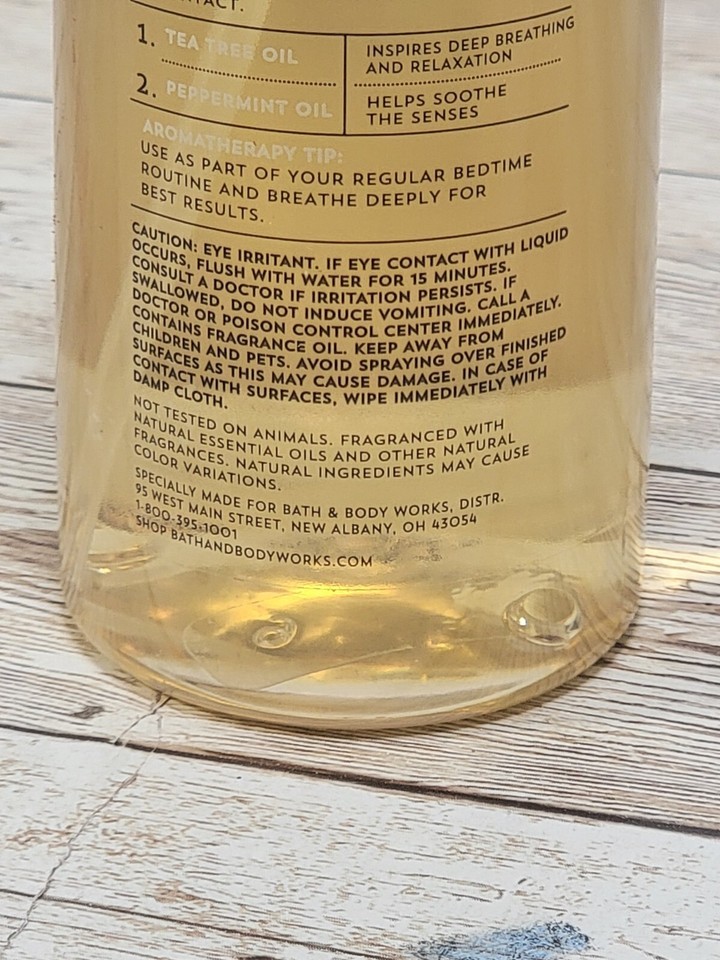 1. TEA TREE OIL
INSPIRES DEEP BREATHING
AND RELAXATION
2. PEPPERMINT OIL
HELPS SOOTHE
THE SENSES
AROMATHERAPY TIP:
USE AS PART OF YOUR REGULAR BEDTIME
ROUTINE AND BREATHE DEEPLY FOR
BEST RESULTS.
CAUTION: EYE IRRITANT. IF EYE CONTACT WITH LIQUID
OCCURS, FLUSH WITH WATER FOR 15 MINUTES.
CONSULT A DOCTOR IF IRRITATION PERSISTS. IF
SWALLOWED, DO NOT INDUCE VOMITING. CALL A
DOCTOR OR POISON CONTROL CENTER IMMEDIATELY.
CONTAINS FRAGRANCE OIL. KEEP AWAY FROM
CHILDREN AND PETS. AVOID SPRAYING OVER FINISHED
SURFACES AS THIS MAY CAUSE DAMAGE. IN CASE OF
CONTACT WITH SURFACES, WIPE IMMEDIATELY WITH
DAMP CLOTH.
NOT TESTED ON ANIMALS. FRAGRANCED WITH
NATURAL ESSENTIAL OILS AND OTHER NATURAL
FRAGRANCES. NATURAL INGREDIENTS MAY CAUSE
COLOR VARIATIONS.
SPECIALLY MADE FOR BATH & BODY WORKS, DISTR.
95 WEST MAIN STREET, NEW ALBANY, OH 43054
1-800-395-1001
SHOP BATHANDBODYWORKS.COM